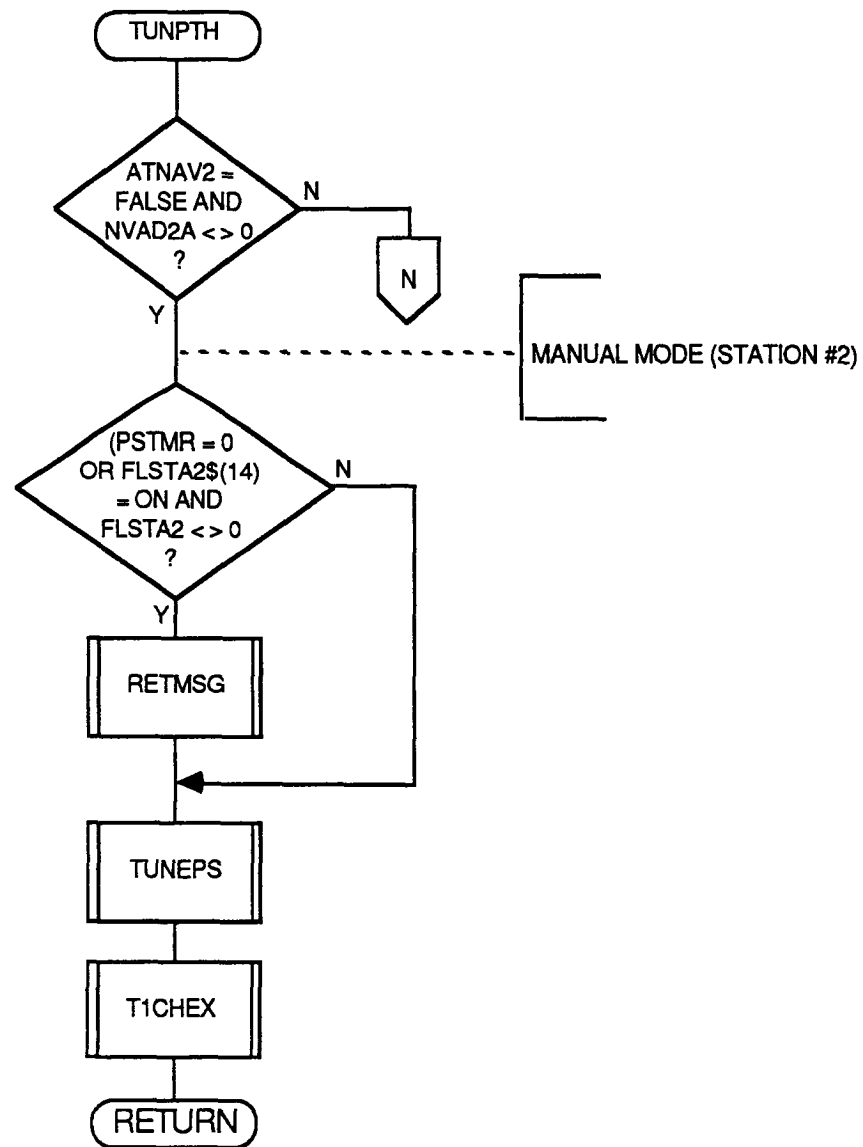 TUNPTH
ATNAV2 =
FALSE AND
NVAD2A < > 0
?
N
N
Y
MANUAL MODE (STATION #2)
(PSTMR = 0
OR FLSTA2$(14)
= ON AND
FLSTA2 < > 0
?
N
Y
RETMSG
TUNEPS
T1CHEX
RETURN